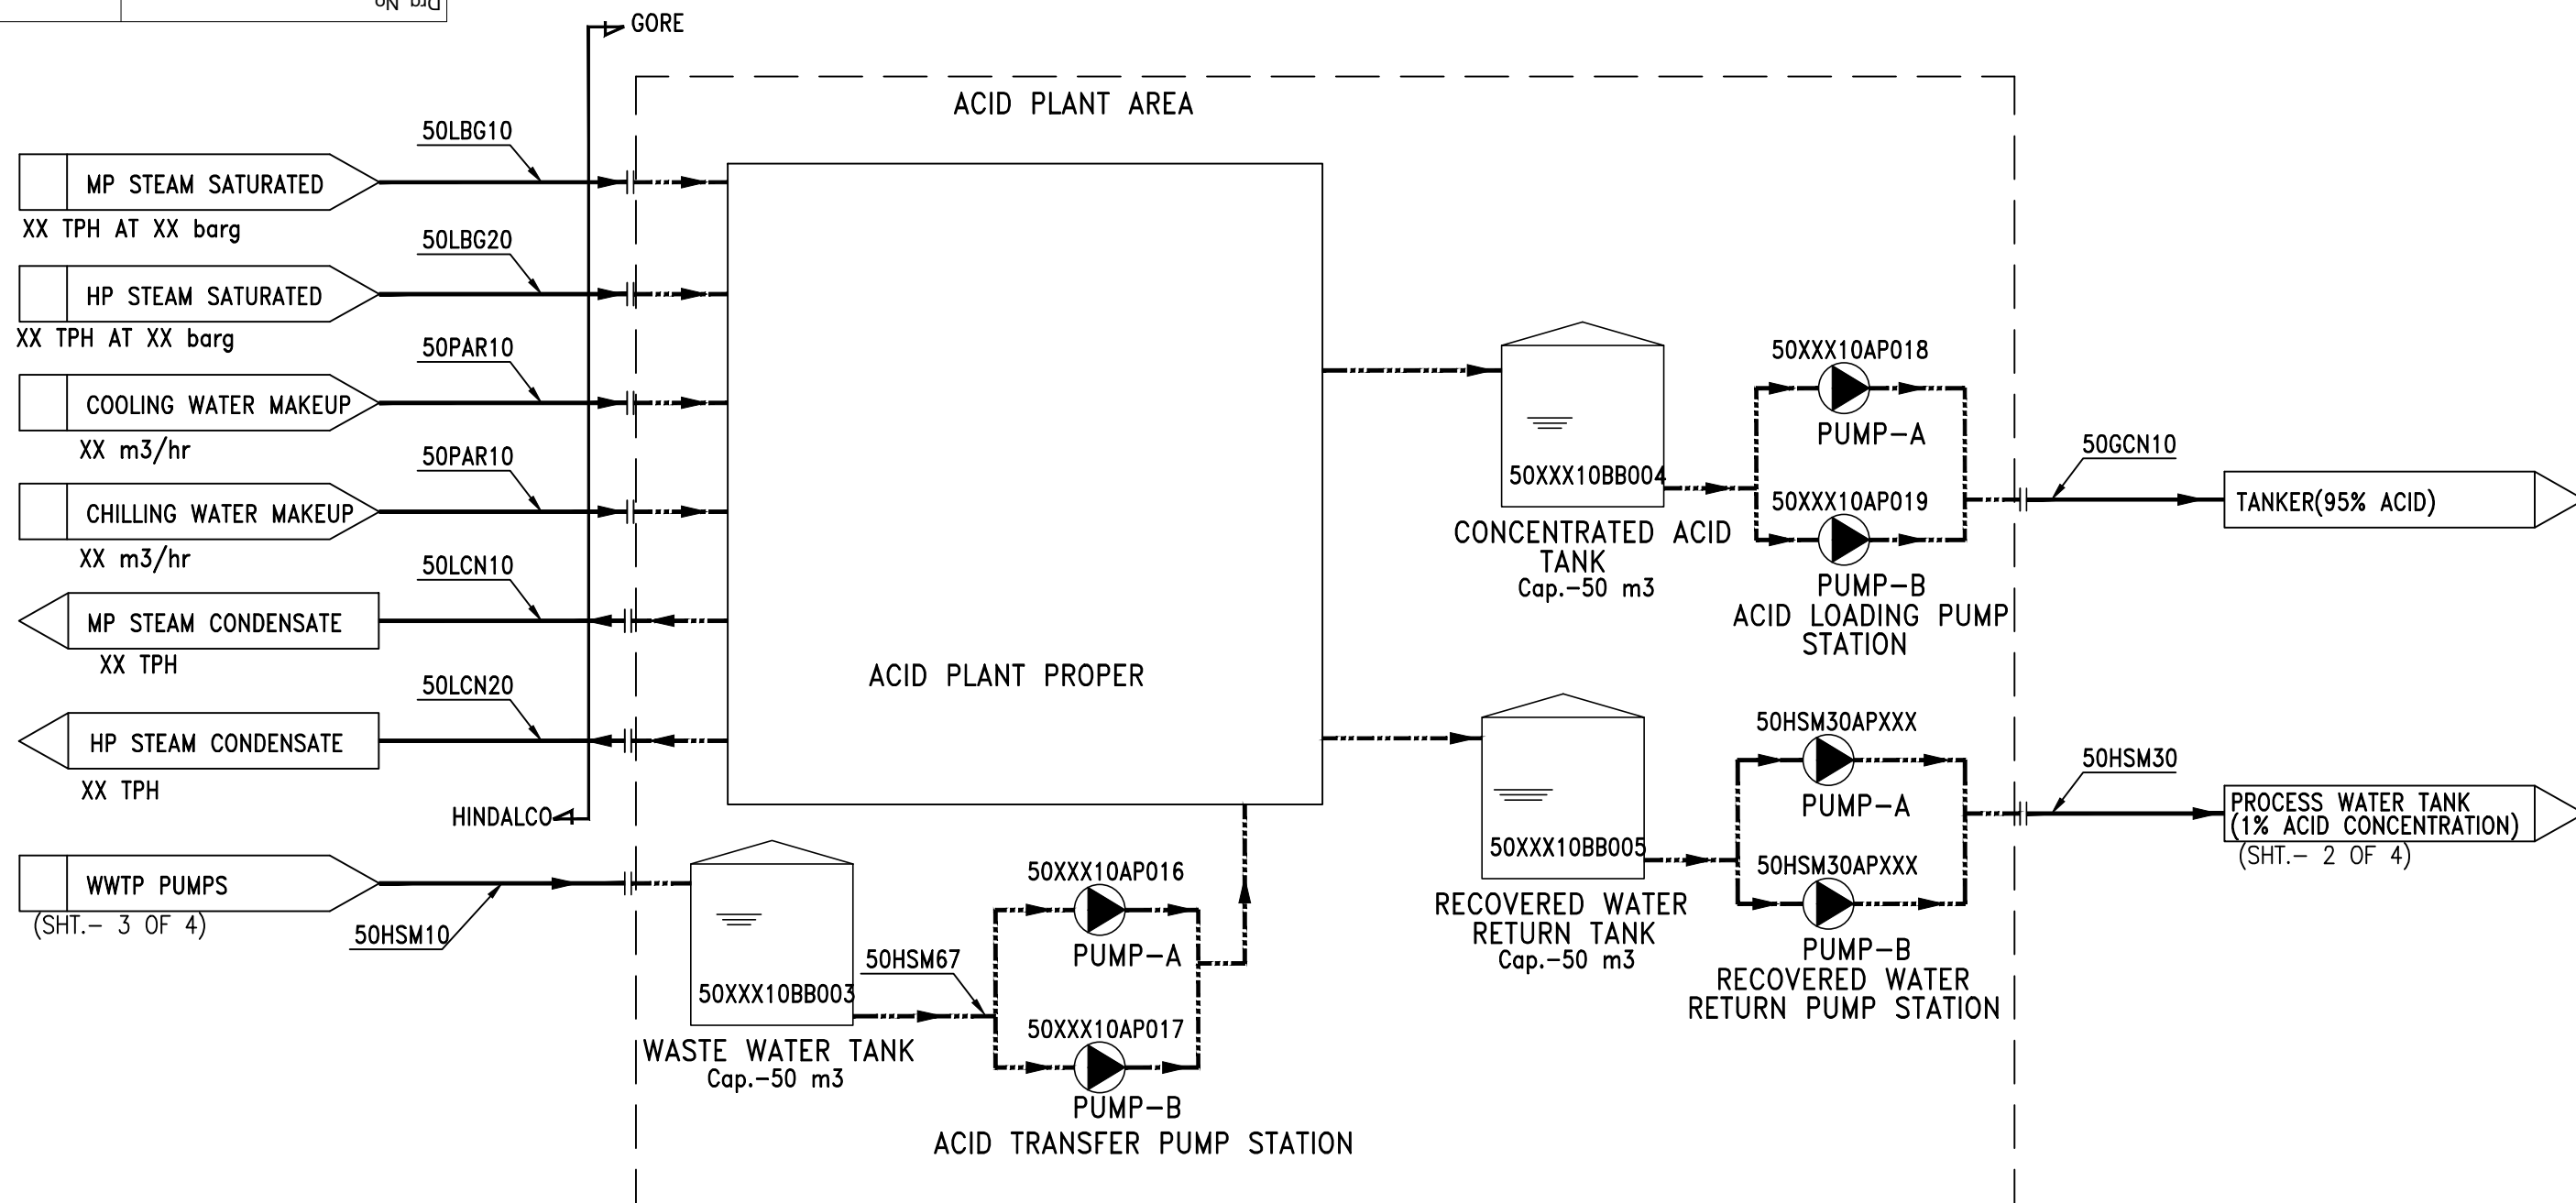 Drg No
GORE
ACID PLANT AREA
50LBG10
MP STEAM SATURATED
XX TPH AT XX barg
50LBG20
HP STEAM SATURATED
XX TPH AT XX barg
50PAR10
COOLING WATER MAKEUP
XX m3/hr
50PAR10
CHILLING WATER MAKEUP
XX m3/hr
50LCN10
MP STEAM CONDENSATE
XX TPH
50LCN20
HP STEAM CONDENSATE
XX TPH
HINDALCO
WWTP PUMPS
(SHT.- 3 OF 4)
50HSM10
ACID PLANT PROPER
50XXX10BB003
WASTE WATER TANK
Cap.-50 m3
50HSM67
50XXX10AP016
PUMP-A
50XXX10AP017
PUMP-B
ACID TRANSFER PUMP STATION
50XXX10BB004
CONCENTRATED ACID
TANK
Cap.-50 m3
50XXX10AP018
PUMP-A
50XXX10AP019
PUMP-B
ACID LOADING PUMP
STATION
50GCN10
TANKER(95% ACID)
50XXX10BB005
RECOVERED WATER
RETURN TANK
Cap.-50 m3
50HSM30APXXX
PUMP-A
50HSM30APXXX
PUMP-B
RECOVERED WATER
RETURN PUMP STATION
50HSM30
PROCESS WATER TANK
(1% ACID CONCENTRATION)
(SHT.- 2 OF 4)